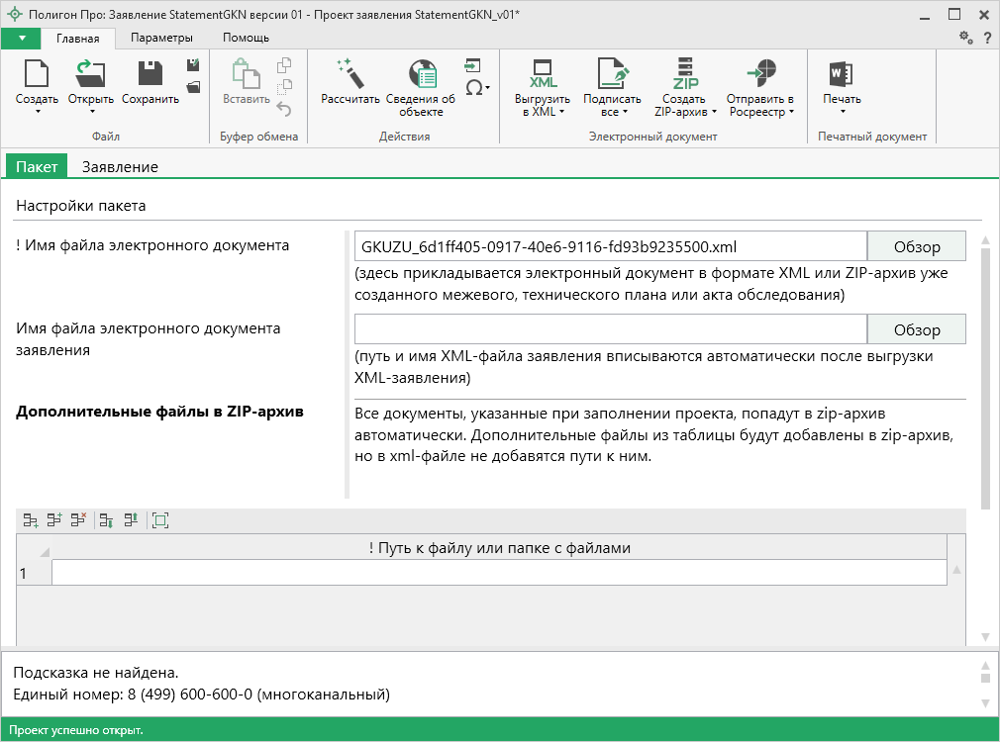 Полигон Про: Заявление StatementGKN версии 01 - Проект заявления StatementGKN_v01*
Главная Параметры Помощь
?
Создать Открыть Сохранить
Файл
Вставить
Буфер обмена
Рассчитать Сведения об
объекте
Ω
Действия
XML ZIP
Выгрузить Подписать Создать Отправить в
в XML все ZIP-архив Росреестр
Электронный документ
W
Печать
Печатный документ
Пакет Заявление
Настройки пакета
! Имя файла электронного документа
GKUZU_6d1ff405-0917-40e6-9116-fd93b9235500.xml Обзор
(здесь прикладывается электронный документ в формате XML или ZIP-архив уже
созданного межевого, технического плана или акта обследования)
Имя файла электронного документа
заявления
Обзор
(путь и имя XML-файла заявления вписываются автоматически после выгрузки
XML-заявления)
Дополнительные файлы в ZIP-архив
Все документы, указанные при заполнении проекта, попадут в zip-архив
автоматически. Дополнительные файлы из таблицы будут добавлены в zip-архив,
но в xml-файле не добавятся пути к ним.
! Путь к файлу или папке с файлами
1
Подсказка не найдена.
Единый номер: 8 (499) 600-600-0 (многоканальный)
Проект успешно открыт.